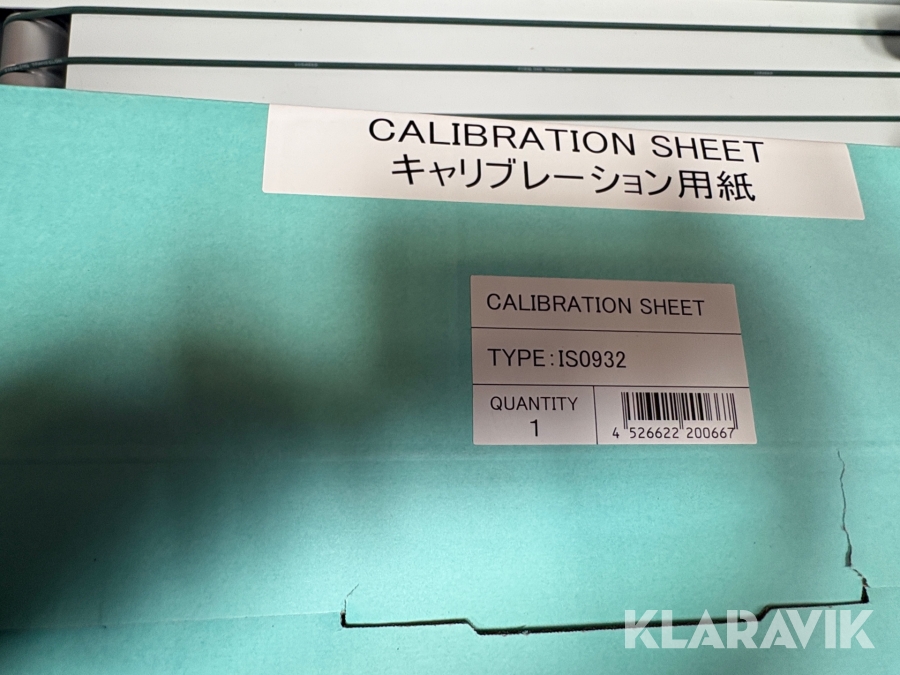 CALIBRATION SHEET
キャリブレーション用紙
CALIBRATION SHEET
TYPE:IS0932
QUANTITY
1
4 526622 200667
KLARAVIK